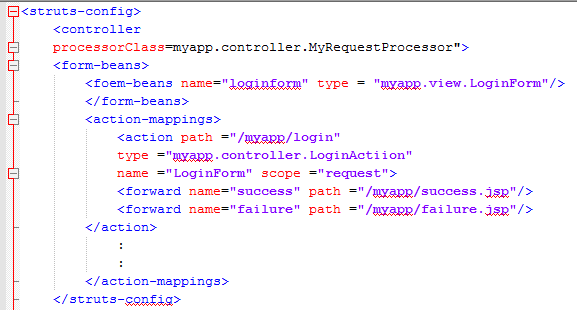 <struts-config>
<controller
processorClass=myapp.controller.MyRequestProcessor">
<form-beans>
<foem-beans name="loginform" type = "myapp.view.LoginForm"/>
</form-beans>
<action-mappings>
<action path ="/myapp/login"
type ="myapp.controller.LoginActiion"
name ="LoginForm" scope ="request">
<forward name="success" path ="/myapp/success.jsp"/>
<forward name="failure" path ="/myapp/failure.jsp"/>
</action>
:
:
</action-mappings>
</struts-config>